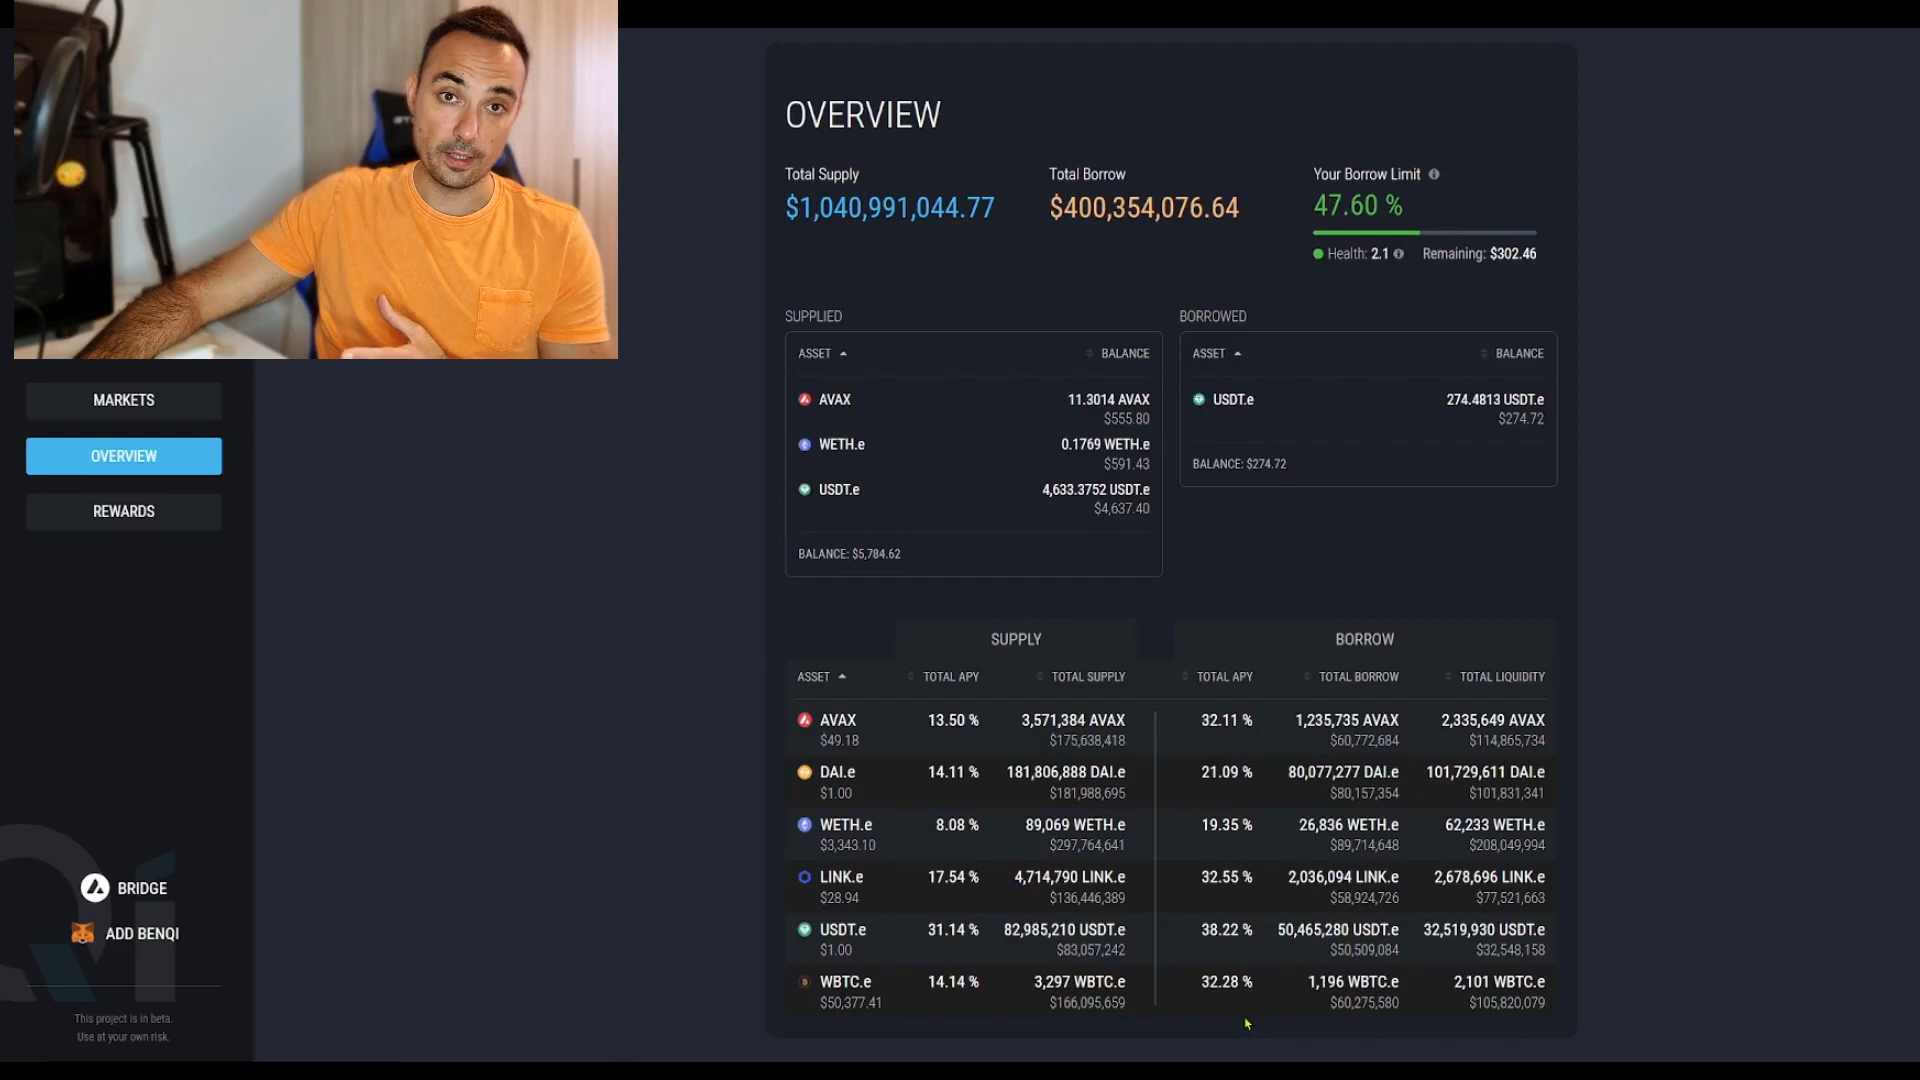 OVERVIEW
Total Supply
$1,040,991,044.77
Total Borrow
$400,354,076.64
Your Borrow Limit
47.60 %
Health: 2.1 Remaining: $302.46
SUPPLIED
ASSET BALANCE
AVAX 11.3014 AVAX
$555.80
WETH.e 0.1769 WETH.e
$591.43
USDT.e 4,633.3752 USDT.e
$4,637.40
BALANCE: $5,784.62
BORROWED
ASSET BALANCE
USDT.e 274.4813 USDT.e
$274.72
BALANCE: $274.72
MARKETS
OVERVIEW
REWARDS
SUPPLY BORROW
ASSET TOTAL APY TOTAL SUPPLY TOTAL APY TOTAL BORROW TOTAL LIQUIDITY
AVAX 13.50 % 3,571,384 AVAX 32.11 % 1,235,735 AVAX 2,335,649 AVAX
$49.18 $175,638,418 $60,772,684 $114,865,734
DAI.e 14.11 % 181,806,888 DAI.e 21.09 % 80,077,277 DAI.e 101,729,611 DAI.e
$1.00 $181,988,695 $80,157,354 $101,831,341
WETH.e 8.08 % 89,069 WETH.e 19.35 % 26,836 WETH.e 62,233 WETH.e
$3,343.10 $297,764,641 $89,714,648 $208,049,994
LINK.e 17.54 % 4,714,790 LINK.e 32.55 % 2,036,094 LINK.e 2,678,696 LINK.e
$28.94 $136,446,389 $58,924,726 $77,521,663
USDT.e 31.14 % 82,985,210 USDT.e 38.22 % 50,465,280 USDT.e 32,519,930 USDT.e
$1.00 $83,057,242 $50,509,084 $32,548,158
WBTC.e 14.14 % 3,297 WBTC.e 32.28 % 1,196 WBTC.e 2,101 WBTC.e
$50,377.41 $166,095,659 $60,275,580 $105,820,079
BRIDGE
ADD BENQI
This project is in beta.
Use at your own risk.